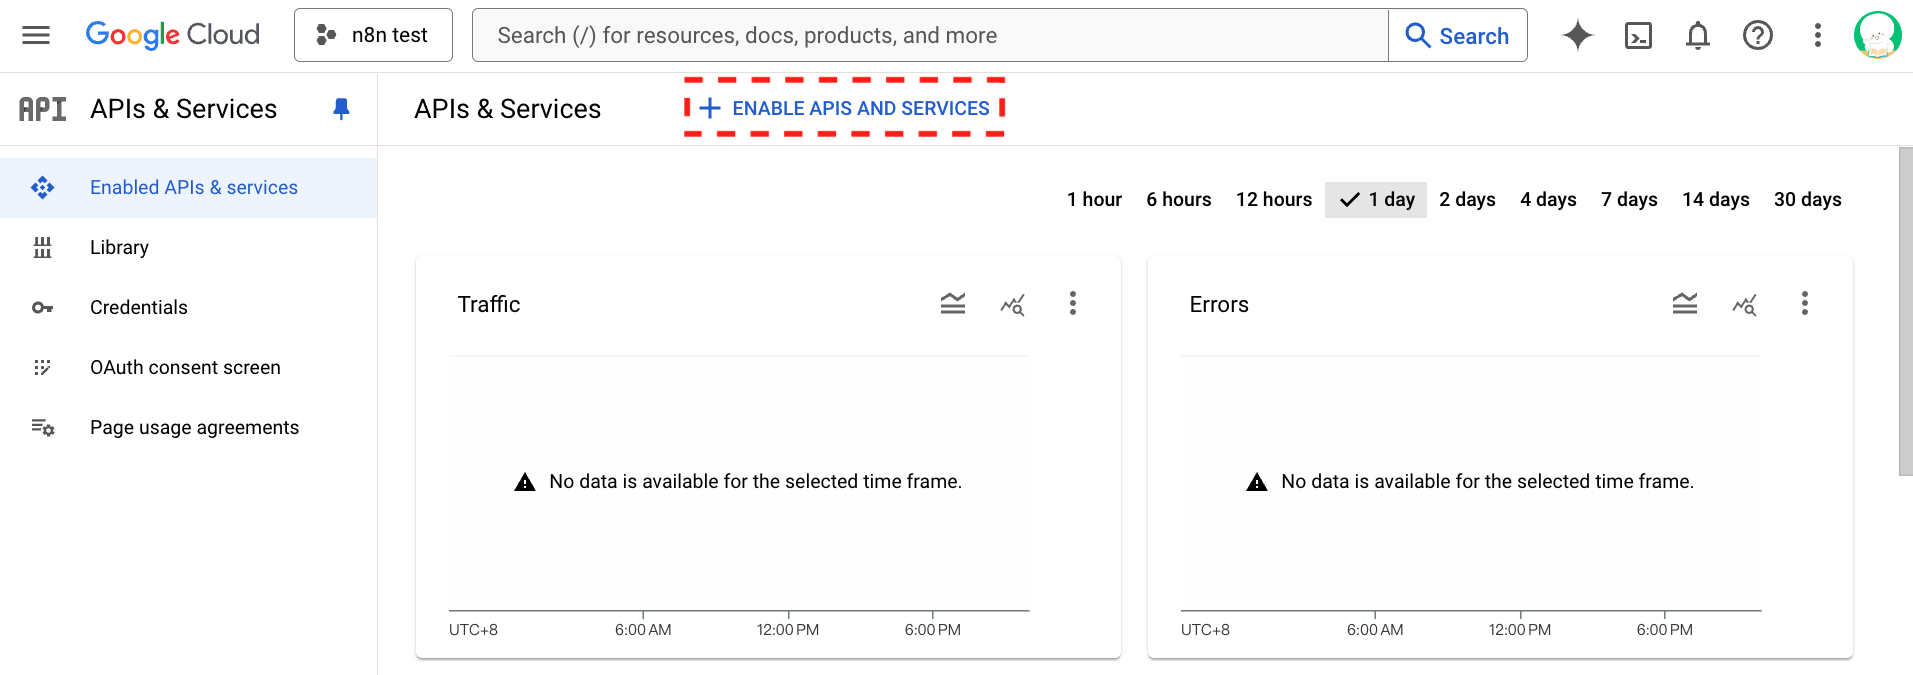 Google Cloud
n8n test
Search (/) for resources, docs, products, and more
Search
API
APIs & Services
APIs & Services
ENABLE APIS AND SERVICES
Enabled APIs & services
Library
Credentials
OAuth consent screen
Page usage agreements
1 hour 6 hours 12 hours 1 day 2 days 4 days 7 days 14 days 30 days
Traffic
No data is available for the selected time frame.
UTC+8 6:00 AM 12:00 PM 6:00 PM
Errors
No data is available for the selected time frame.
UTC+8 6:00 AM 12:00 PM 6:00 PM